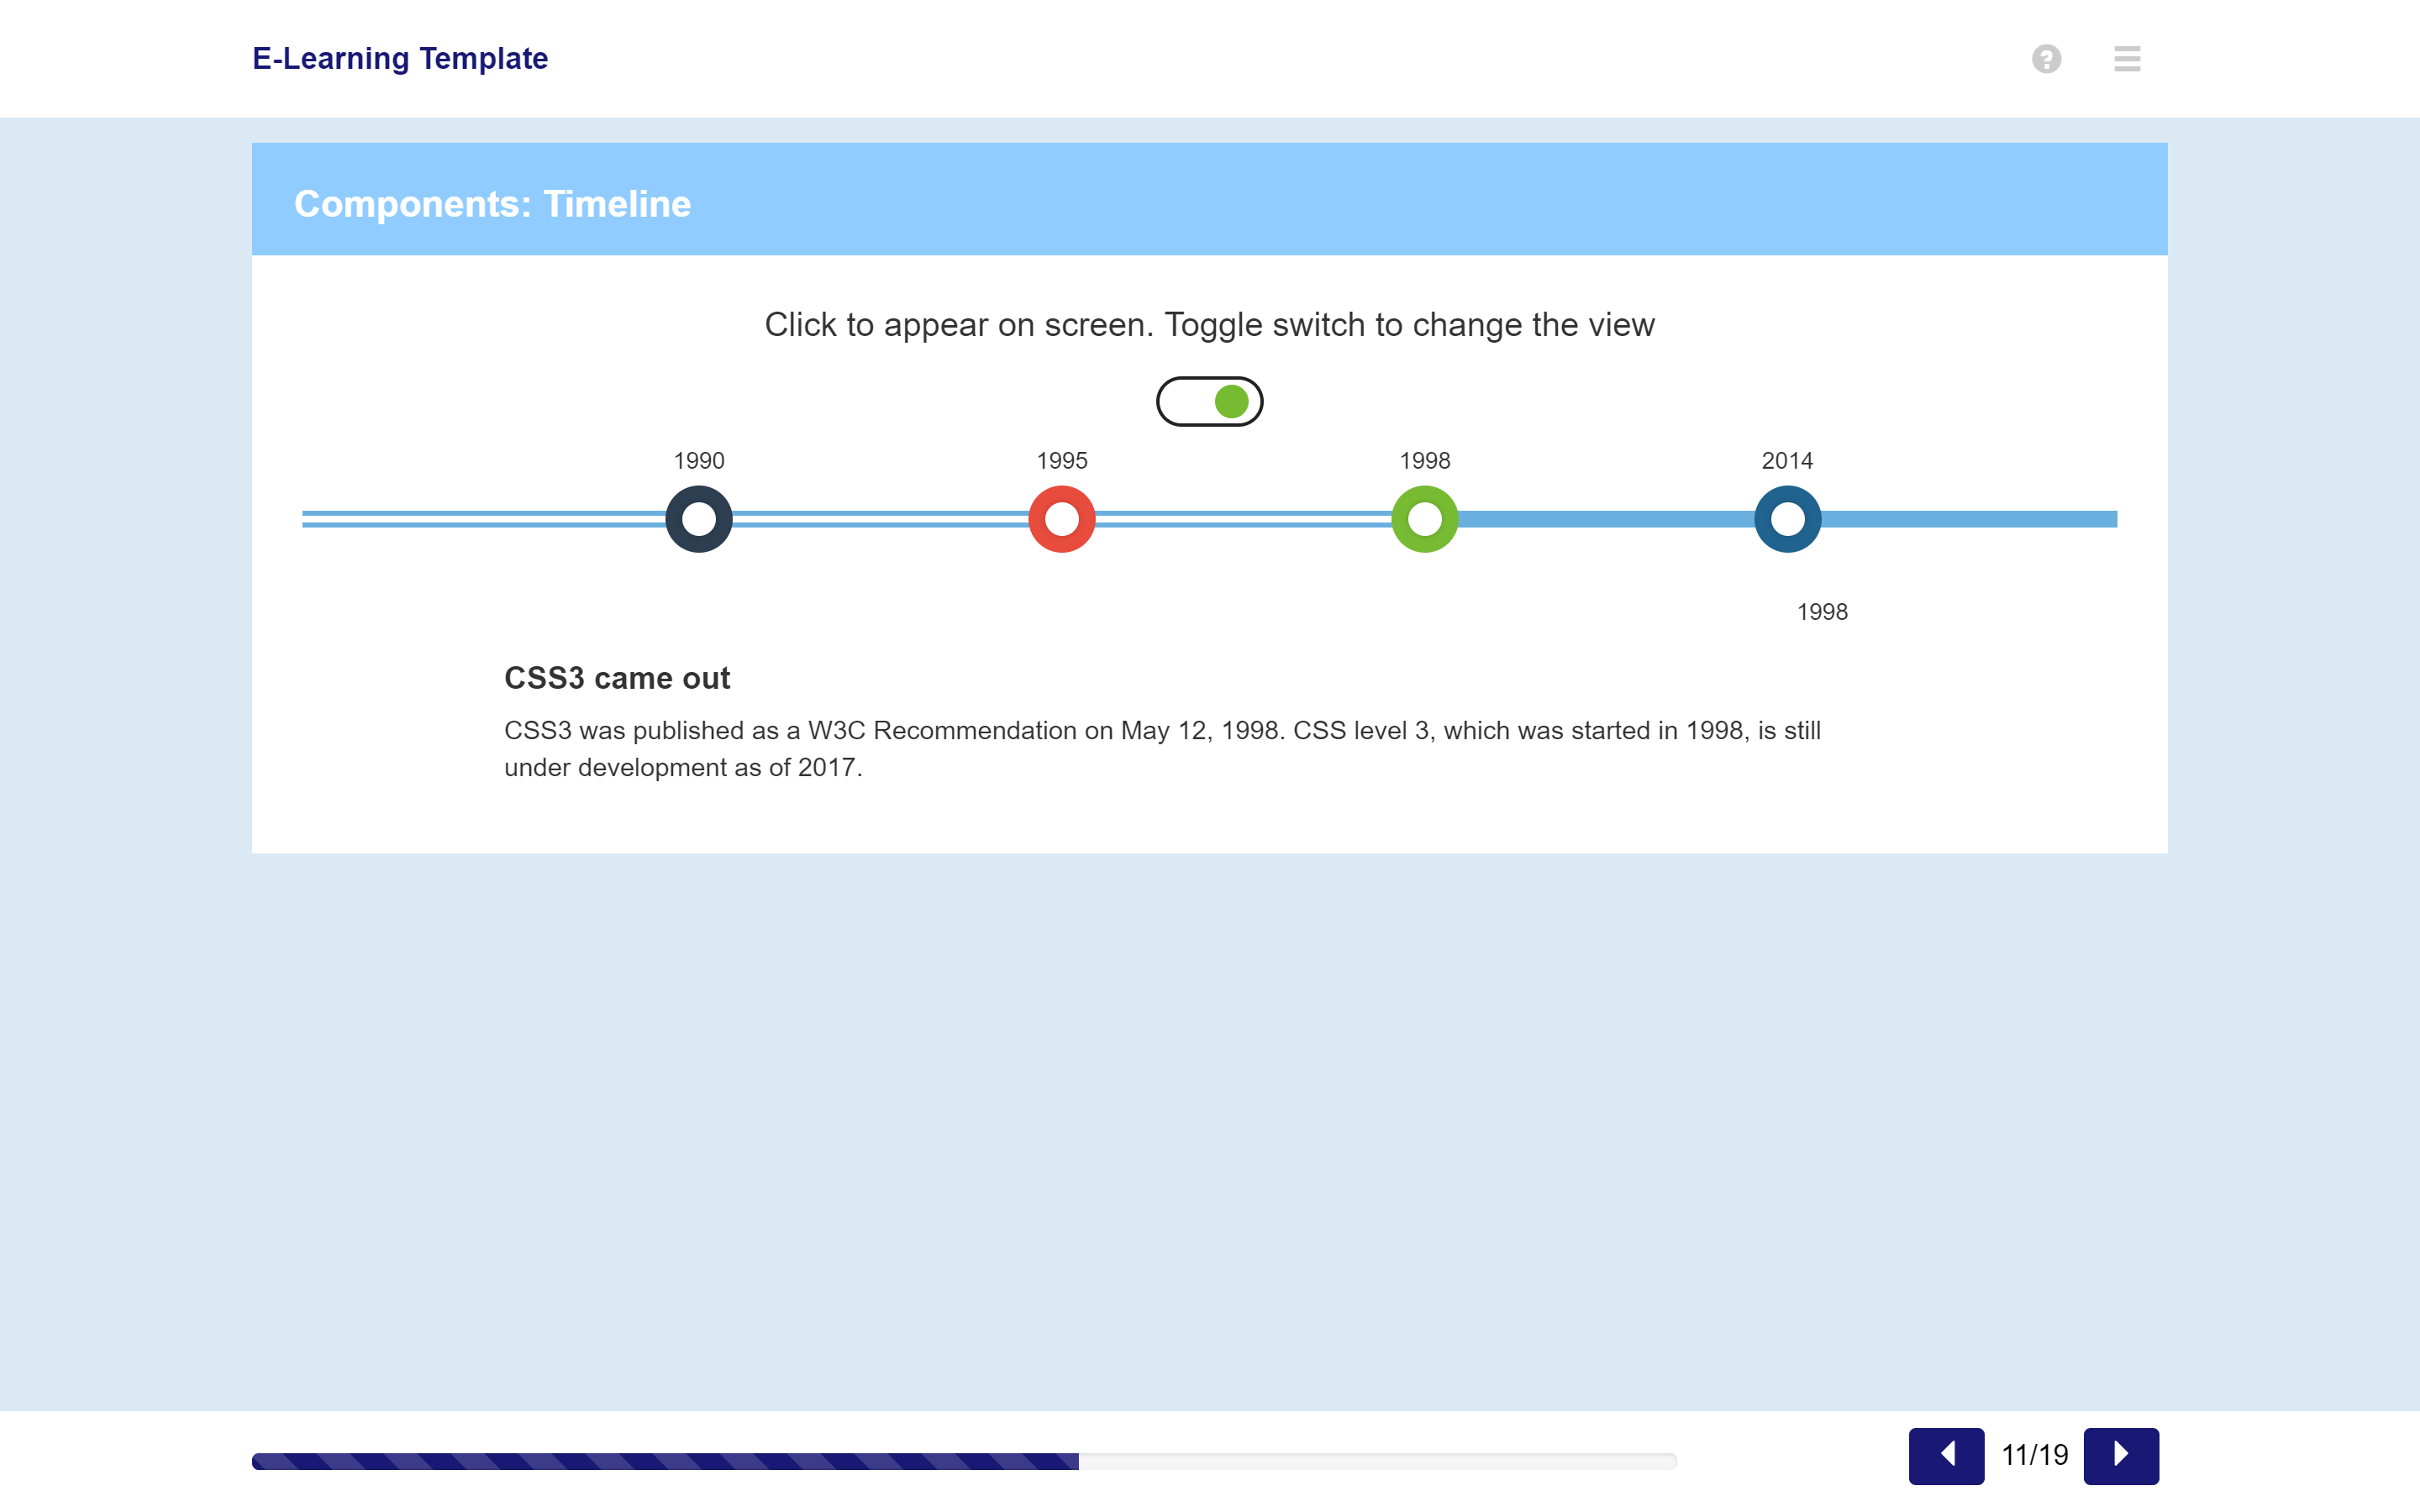 E-Learning Template
Components: Timeline
Click to appear on screen. Toggle switch to change the view
1990 1995 1998 2014
1998
CSS3 came out
CSS3 was published as a W3C Recommendation on May 12, 1998. CSS level 3, which was started in 1998, is still
under development as of 2017.
11/19